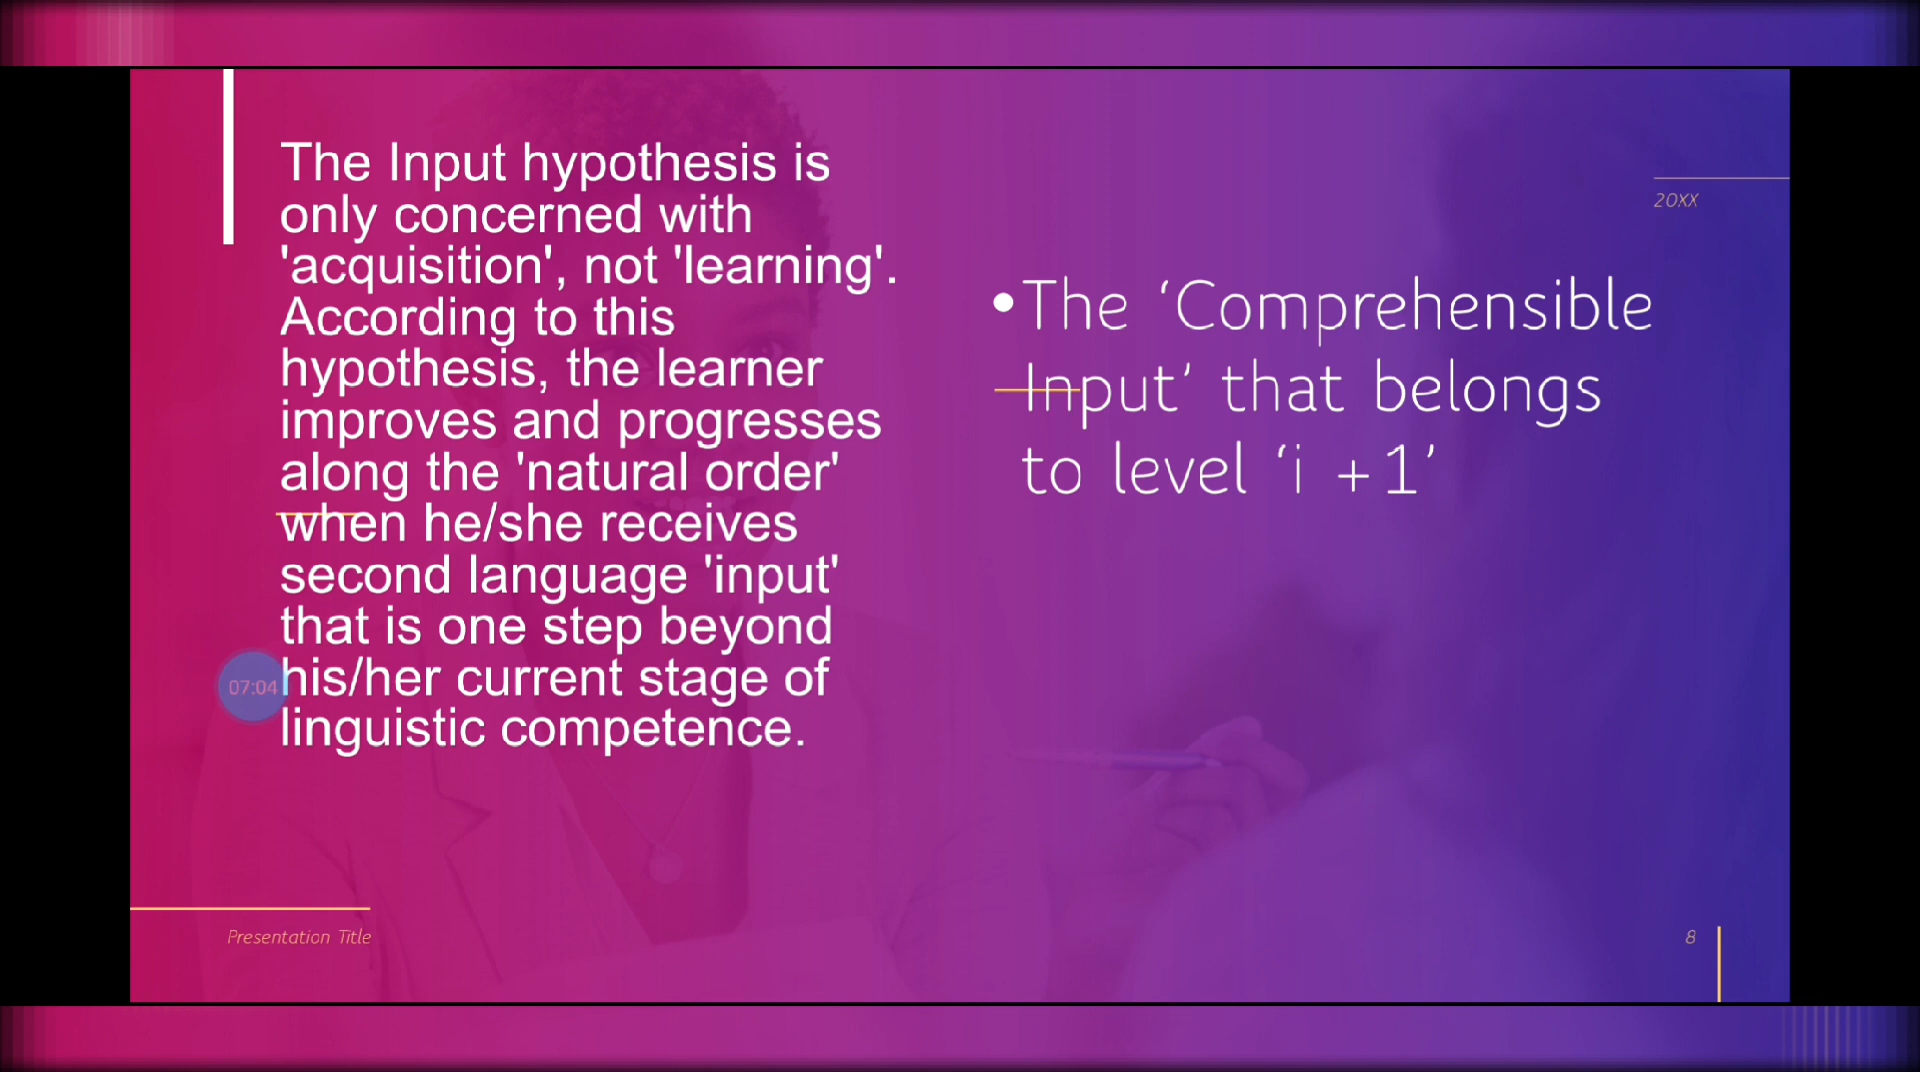 The Input hypothesis is
only concerned with
'acquisition', not 'learning'.
According to this
hypothesis, the learner
improves and progresses
along the 'natural order'
when he/she receives
second language 'input'
that is one step beyond
his/her current stage of
linguistic competence.
20XX
•The ‘Comprehensible
Input’ that belongs
to level ‘i +1’
07:04
Presentation Title
8